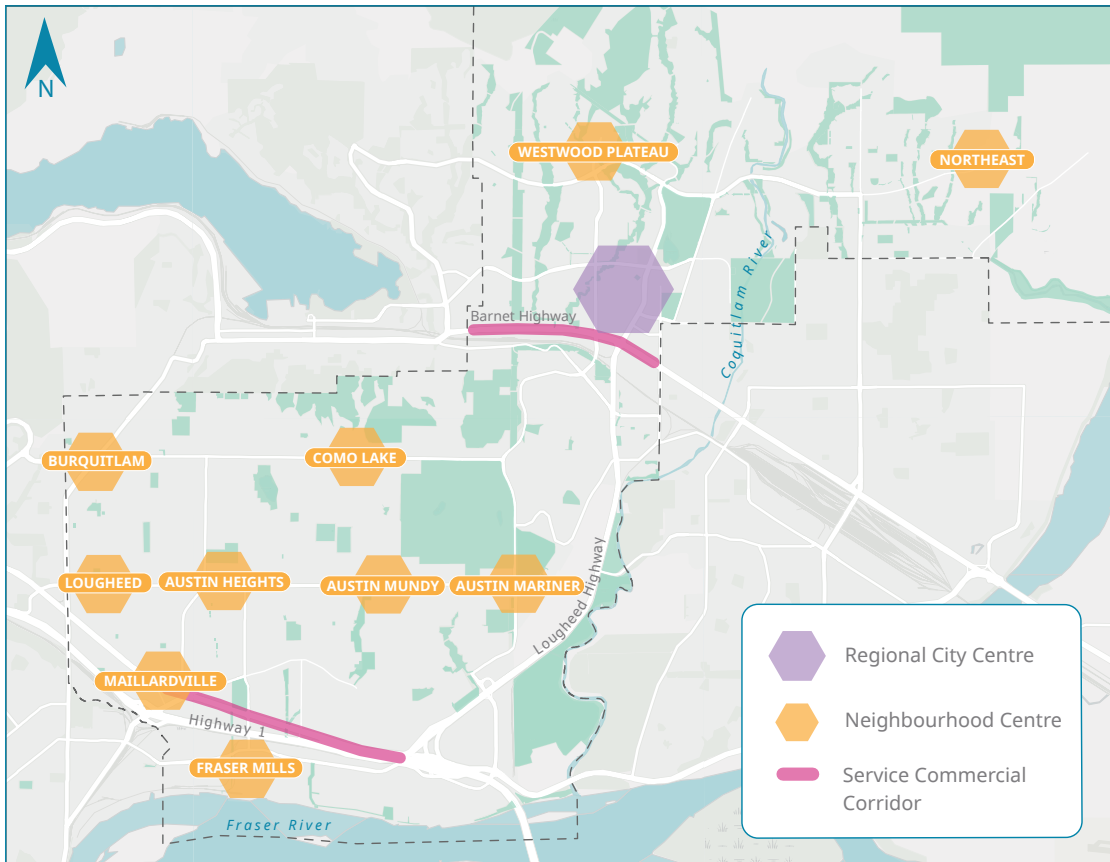 N
WESTWOOD PLATEAU
NORTHEAST
Coquitlam River
Barnet Highway
BURQUITLAM
COMO LAKE
LOUGHEED
AUSTIN HEIGHTS
AUSTIN MUNDY
AUSTIN MARINER
Lougheed Highway
MAILLARDVILLE
Highway 1
FRASER MILLS
Fraser River
Regional City Centre
Neighbourhood Centre
Service Commercial
Corridor